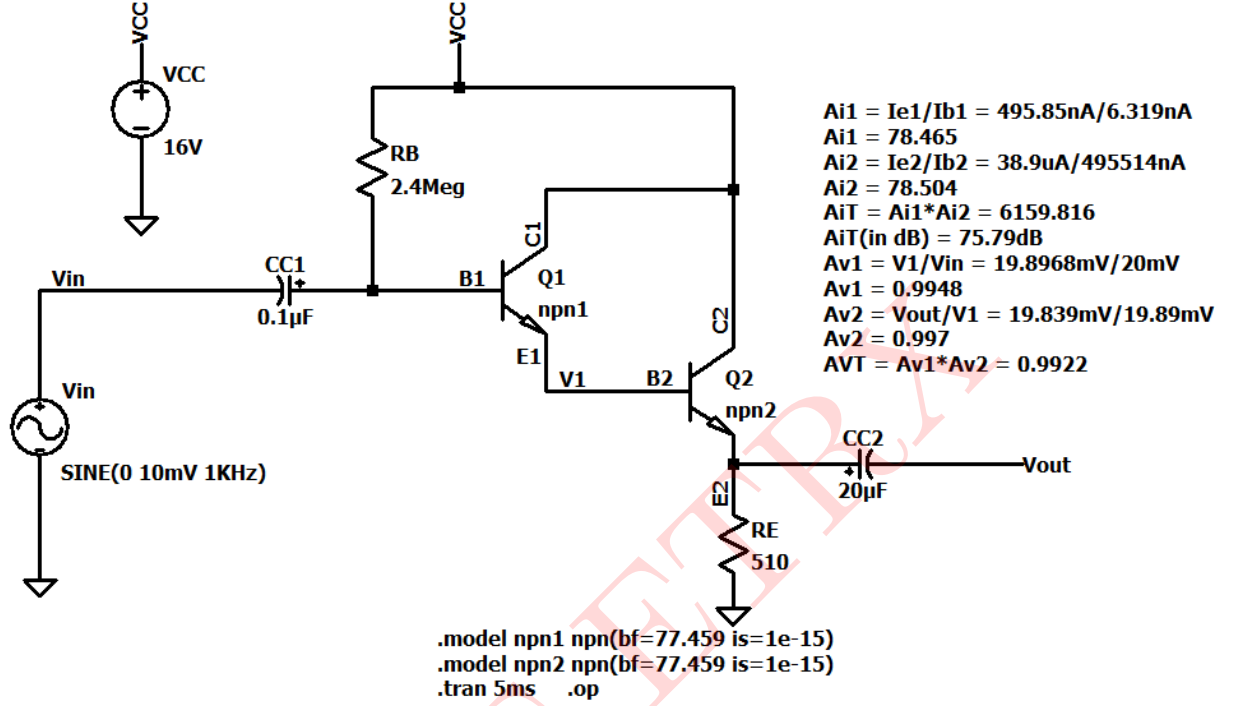 VCC
VCC
VCC
16V
RB
2.4Meg
C1
Q1
npn1
B1
E1
V1
B2
C2
Q2
npn2
E2
CC1
0.1µF
Vin
Vin
SINE(0 10mV 1KHz)
CC2
20µF
Vout
RE
510
Ai1 = Ie1/Ib1 = 495.85nA/6.319nA
Ai1 = 78.465
Ai2 = Ie2/Ib2 = 38.9uA/495514nA
Ai2 = 78.504
AiT = Ai1*Ai2 = 6159.816
AiT(in dB) = 75.79dB
Av1 = V1/Vin = 19.8968mV/20mV
Av1 = 0.9948
Av2 = Vout/V1 = 19.839mV/19.89mV
Av2 = 0.997
AVT = Av1*Av2 = 0.9922
.model npn1 npn(bf=77.459 is=1e-15)
.model npn2 npn(bf=77.459 is=1e-15)
.tran 5ms .op
ETRX